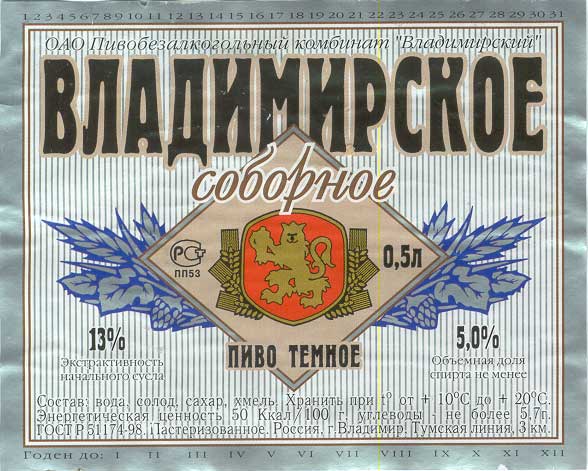 1 2 3 4 5 6 7 8 9 10 11 12 13 14 15 16 17 18 19 20 21 22 23 24 25 26 27 28 29 30 31
ОАО Пивобезалкогольный комбинат "Владимирский"
ВЛАДИМИРСКОЕ
соборное
РСТ
ПП53
0,5л
13%
Экстрактивность
начального сусла
ПИВО ТЕМНОЕ
5,0%
Объемная доля
спирта не менее
Состав: вода, солод, сахар, хмель. Хранить при t° от + 10°С до + 20°С.
Энергетическая ценность 50 Ккал/100 г, углеводы - не более 5,7г.
ГОСТ Р 51174-98. Пастеризованное. Россия, г.Владимир, Тумская линия, 3 км.
Годен до: I II III IV V VI VII VIII IX X XI XII